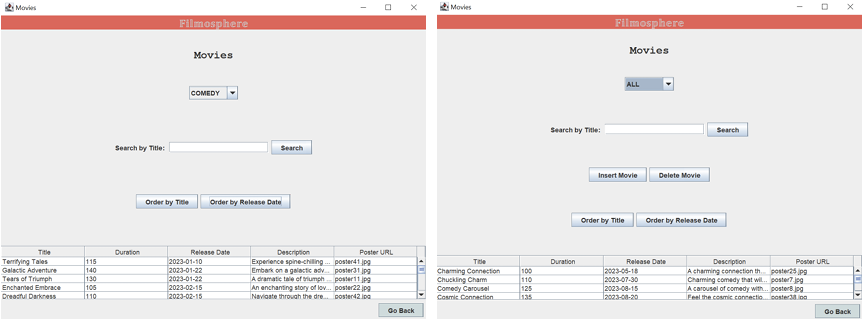 Movies
Filmosphere
Movies
COMEDY
Search by Title: Search
Order by Title Order by Release Date
Title Duration Release Date Description Poster URL
Terrifying Tales 115 2023-01-10 Experience spine-chilling ... poster41.jpg
Galactic Adventure 140 2023-01-22 Embark on a galactic adv... poster31.jpg
Tears of Triumph 130 2023-01-22 A dramatic tale of triumph ... poster11.jpg
Enchanted Embrace 105 2023-02-15 An enchanting story of lov... poster22.jpg
Dreadful Darkness 110 2023-02-15 Navigate through the dre... poster42.jpg
Go Back
Movies
Filmosphere
Movies
ALL
Search by Title: Search
Insert Movie Delete Movie
Order by Title Order by Release Date
Title Duration Release Date Description Poster URL
Charming Connection 100 2023-05-18 A charming connection th... poster25.jpg
Chuckling Charm 110 2023-07-30 Charming comedy that wil... poster7.jpg
Comedy Carousel 125 2023-08-15 A carousel of comedy with... poster8.jpg
Cosmic Connection 135 2023-08-20 Feel the cosmic connectio... poster38.jpg
Go Back